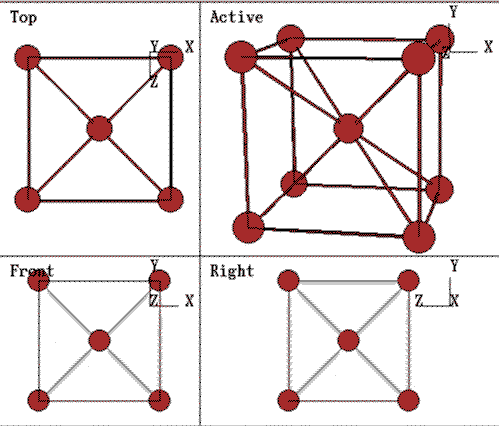 Top
Y X
Z
Active
Y
Z X
Front
Y
Z X
Right
Y
Z X